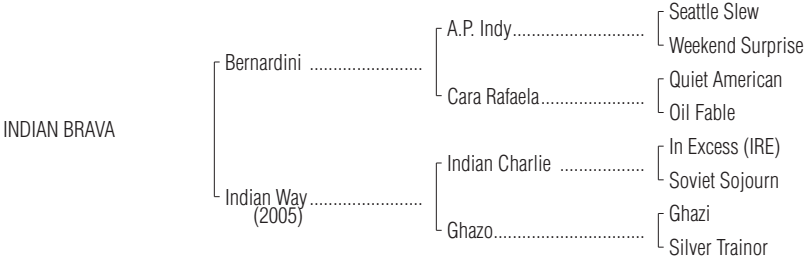 Seattle Slew
A.P. Indy..............................
Weekend Surprise
Bernardini .........................
Quiet American
Cara Rafaela........................
Oil Fable
INDIAN BRAVA
In Excess (IRE)
Indian Charlie ...................
Soviet Sojourn
Indian Way.........................
(2005)
Ghazi
Ghazo.................................
Silver Trainor